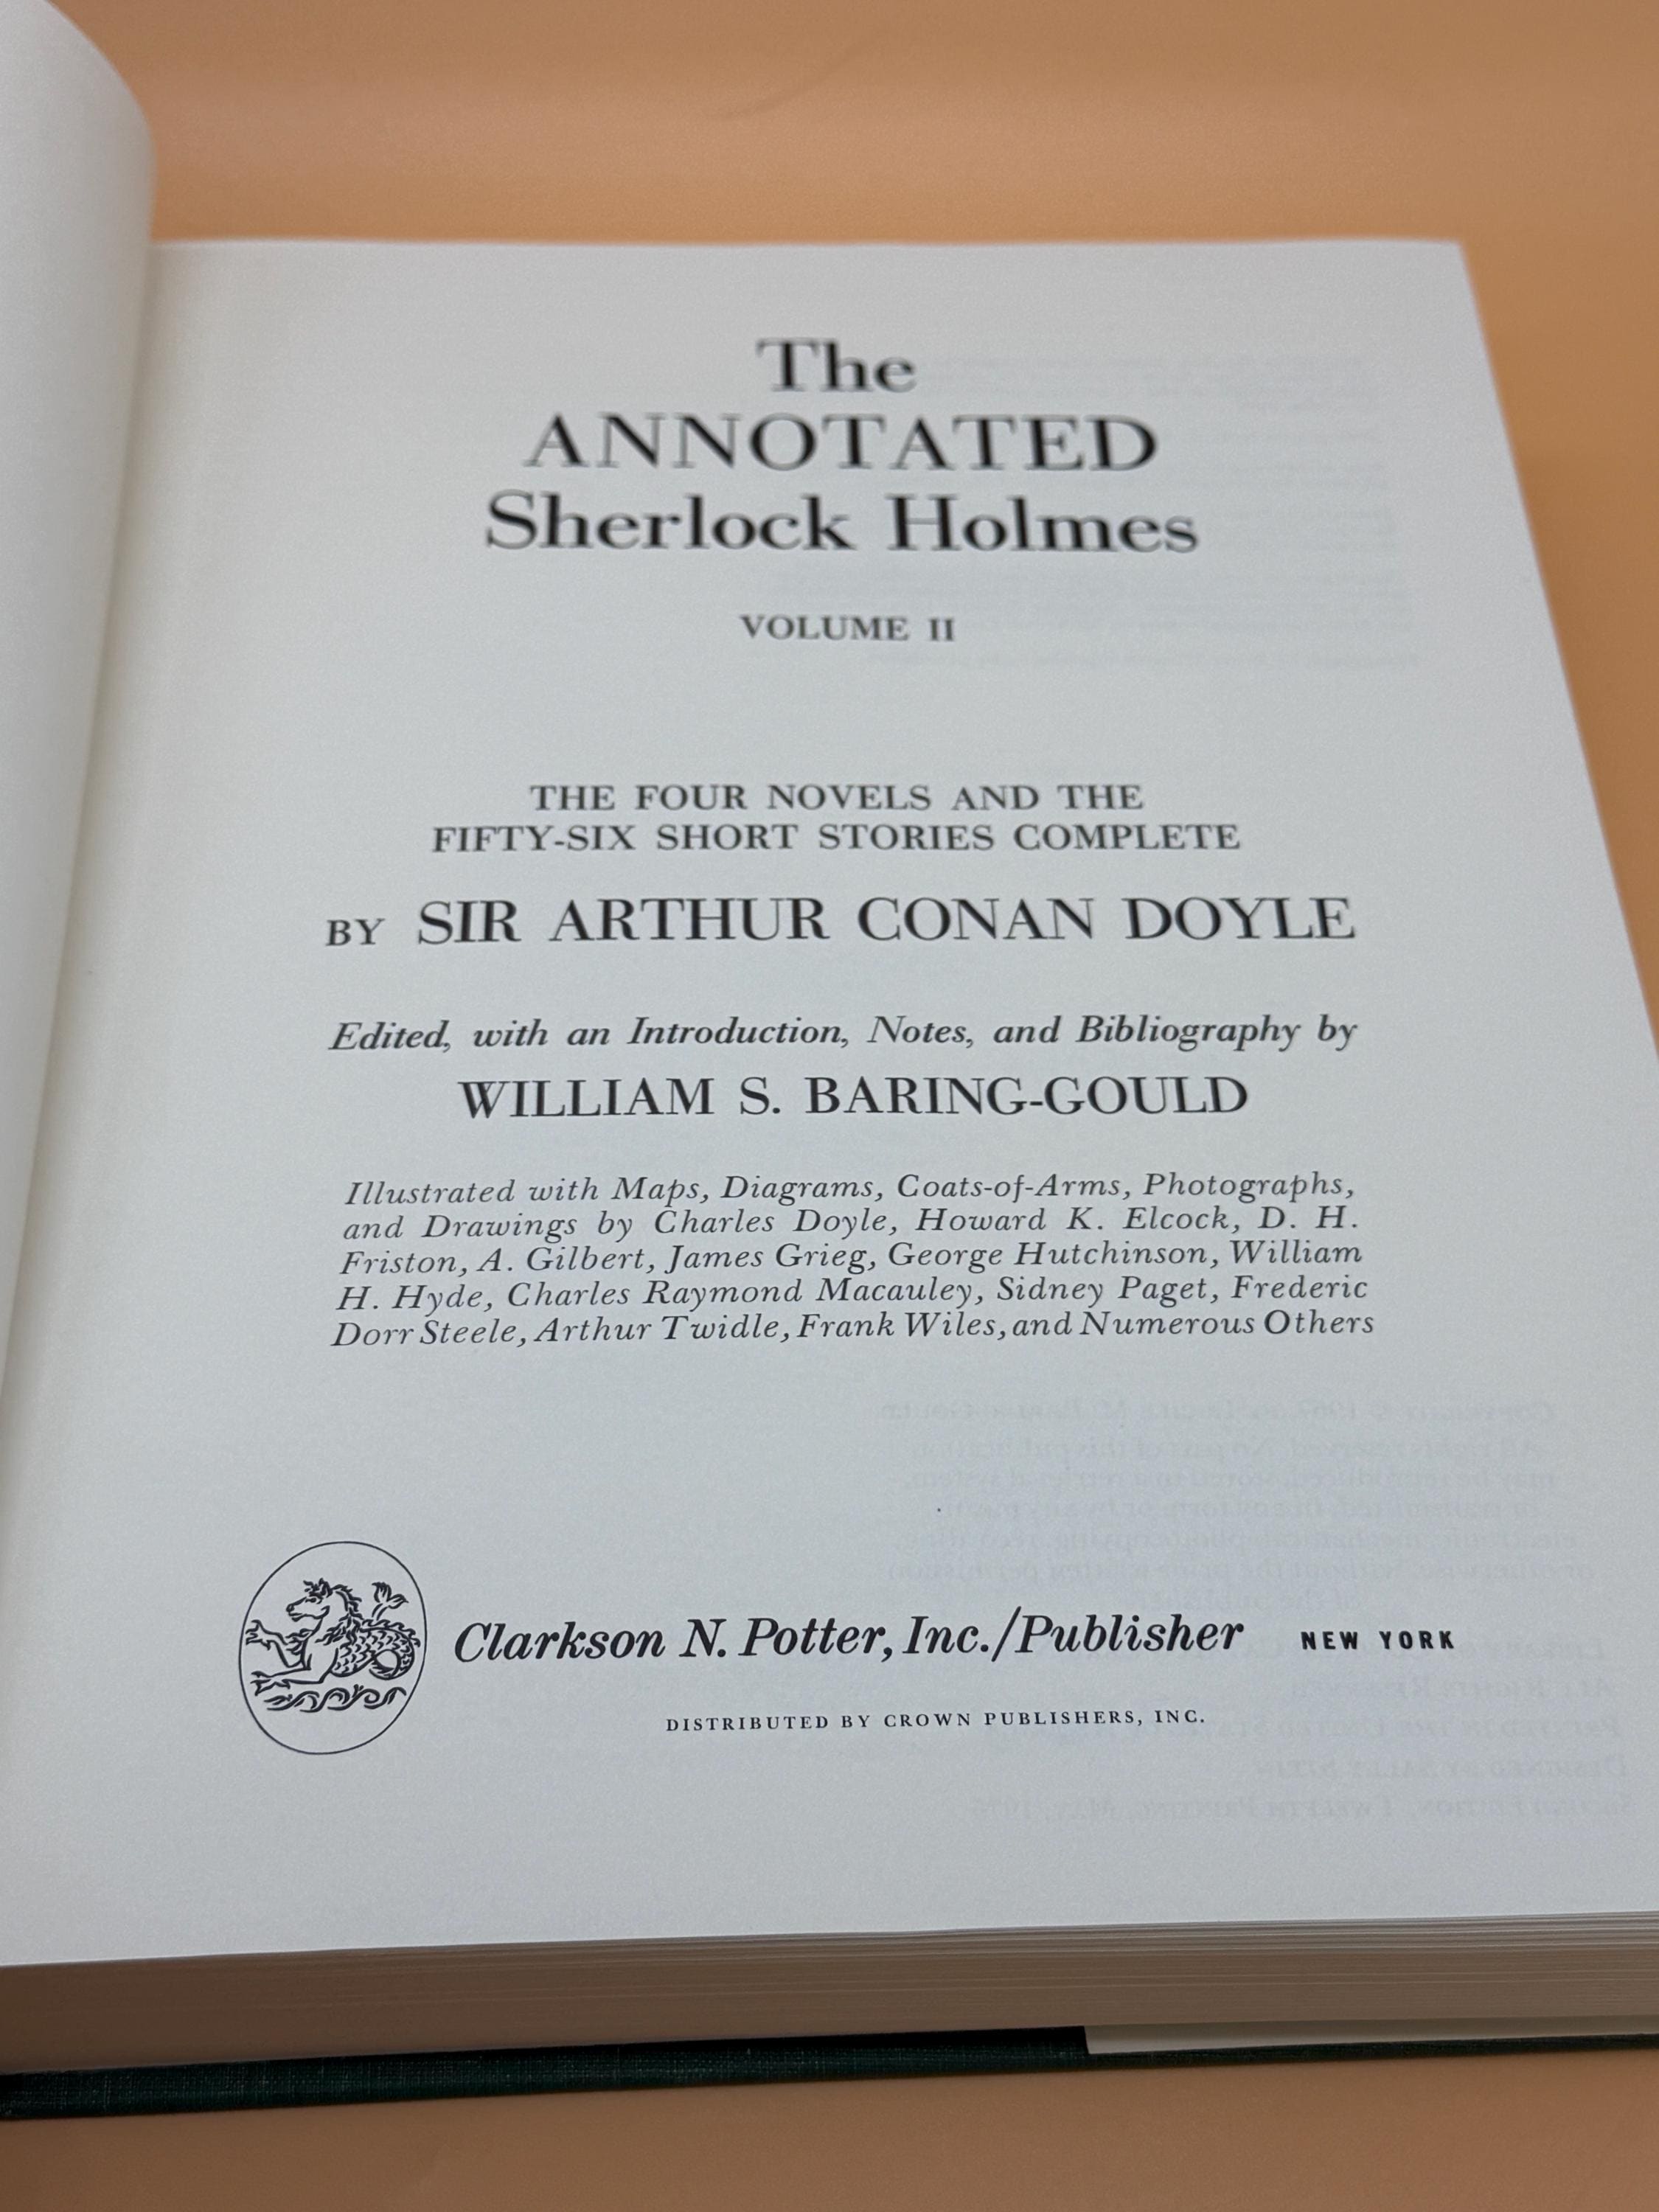 The
ANNOTATED
Sherlock Holmes
VOLUME II
THE FOUR NOVELS AND THE
FIFTY-SIX SHORT STORIES COMPLETE
BY SIR ARTHUR CONAN DOYLE
Edited, with an Introduction, Notes, and Bibliography by
WILLIAM S. BARING-GOULD
Illustrated with Maps, Diagrams, Coats-of-Arms, Photographs,
and Drawings by Charles Doyle, Howard K. Elcock, D. H.
Friston, A. Gilbert, James Grieg, George Hutchinson, William
H. Hyde, Charles Raymond Macauley, Sidney Paget, Frederic
Dorr Steele, Arthur Twidle, Frank Wiles, and Numerous Others
Clarkson N. Potter, Inc./Publisher NEW YORK
DISTRIBUTED BY CROWN PUBLISHERS, INC.